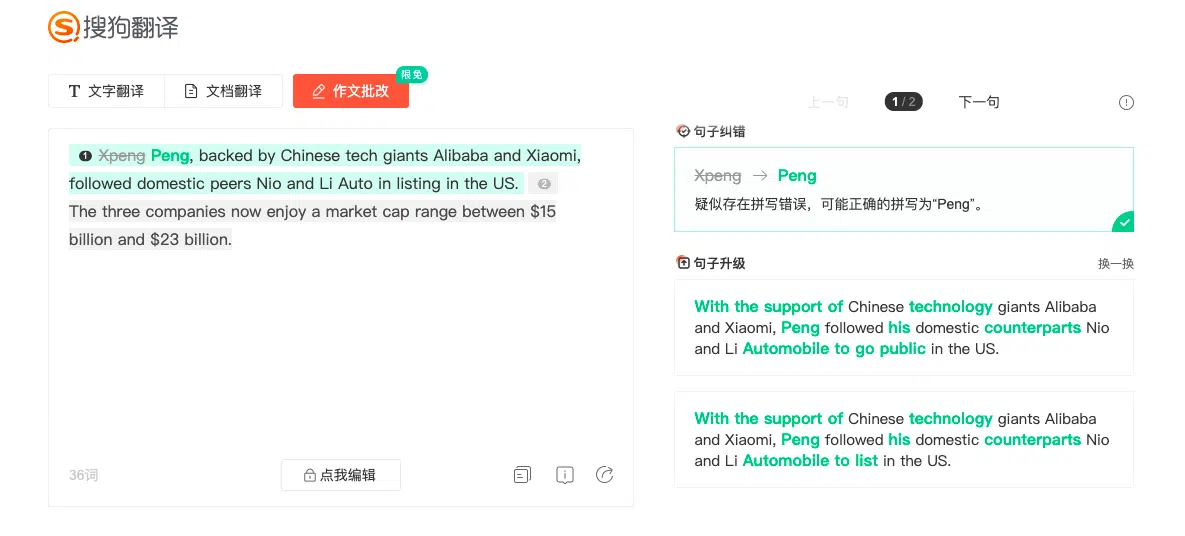 搜狗翻译
文字翻译
文档翻译
作文批改
限免
上一句
1 / 2
下一句
1 Xpeng Peng, backed by Chinese tech giants Alibaba and Xiaomi,
followed domestic peers Nio and Li Auto in listing in the US. 2
The three companies now enjoy a market cap range between $15
billion and $23 billion.
36词
点我编辑
句子纠错
Xpeng → Peng
疑似存在拼写错误，可能正确的拼写为“Peng”。
句子升级
换一换
With the support of Chinese technology giants Alibaba
and Xiaomi, Peng followed his domestic counterparts Nio
and Li Automobile to go public in the US.
With the support of Chinese technology giants Alibaba
and Xiaomi, Peng followed his domestic counterparts Nio
and Li Automobile to list in the US.